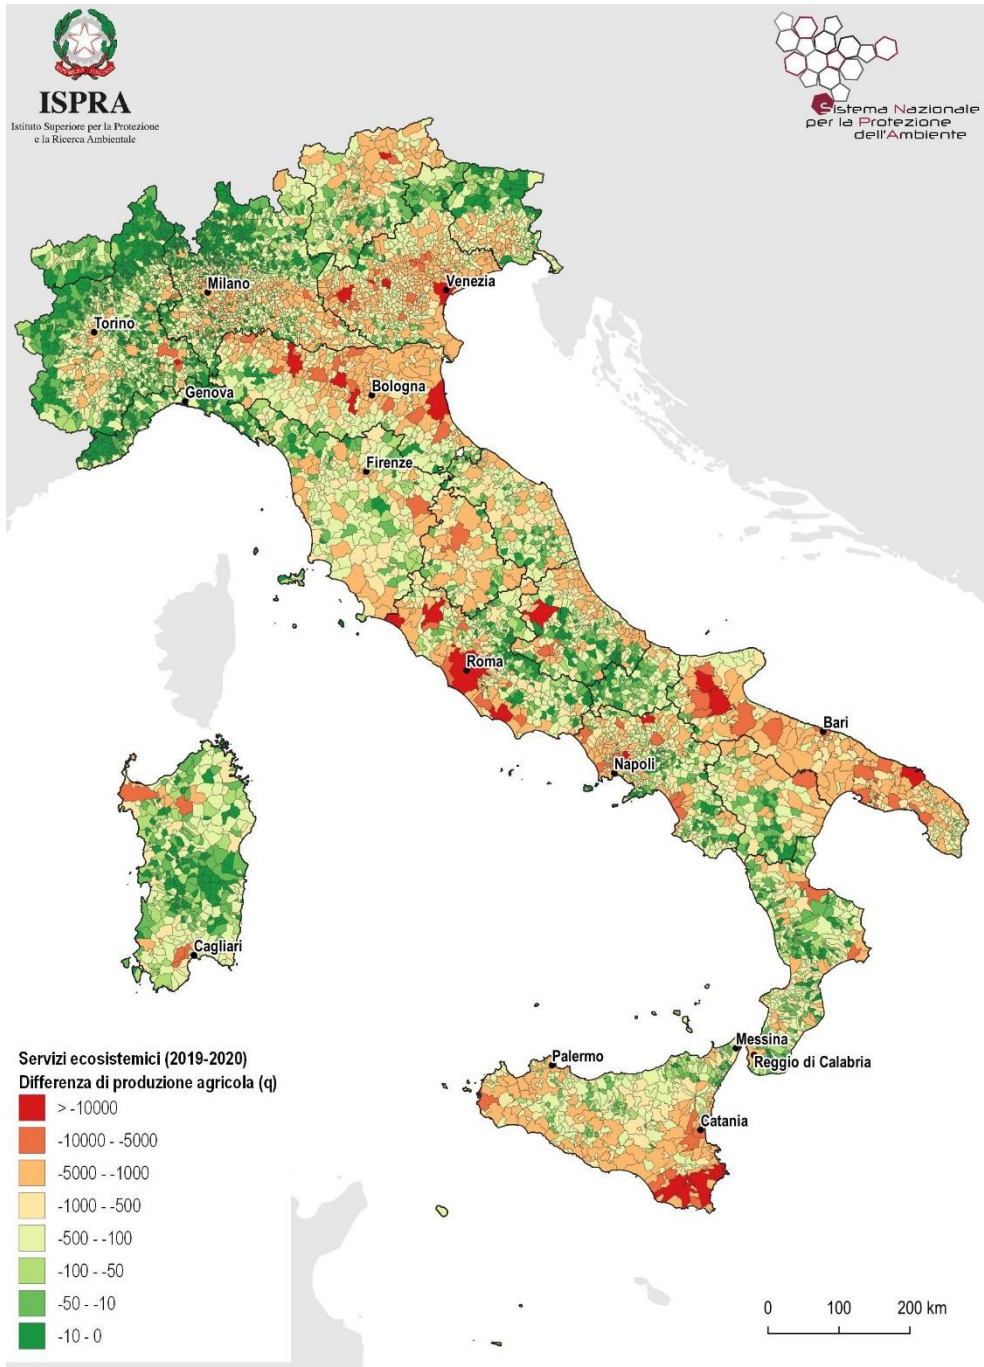 ISPRA
Istituto Superiore per la Protezione
e la Ricerca Ambientale
Sistema Nazionale
per la Protezione
dell'Ambiente
Milano
Venezia
Torino
Genova
Bologna
Firenze
Roma
Bari
Napoli
Cagliari
Messina
Palermo
Reggio di Calabria
Catania
Servizi ecosistemici (2019-2020)
Differenza di produzione agricola (q)
> -10000
-10000 - -5000
-5000 - -1000
-1000 - -500
-500 - -100
-100 - -50
-50 - -10
-10 - 0
0 100 200 km